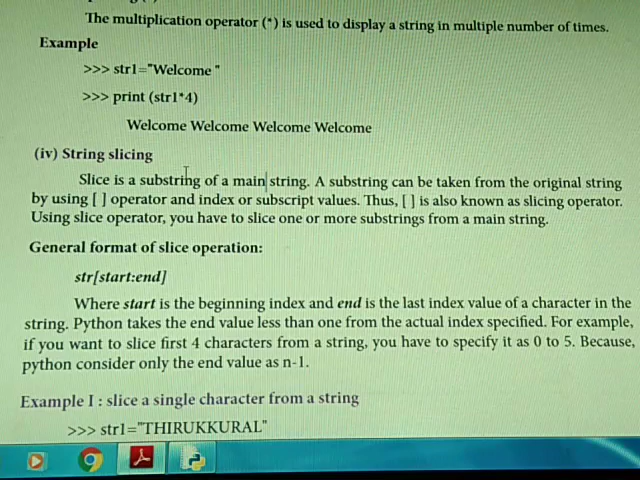 The multiplication operator (*) is used to display a string in multiple number of times.
Example
>>> str1="Welcome "
>>> print (str1*4)
Welcome Welcome Welcome Welcome
(iv) String slicing
Slice is a substring of a main string. A substring can be taken from the original string
by using [ ] operator and index or subscript values. Thus, [ ] is also known as slicing operator.
Using slice operator, you have to slice one or more substrings from a main string.
General format of slice operation:
str[start:end]
Where start is the beginning index and end is the last index value of a character in the
string. Python takes the end value less than one from the actual index specified. For example,
if you want to slice first 4 characters from a string, you have to specify it as 0 to 5. Because,
python consider only the end value as n-1.
Example I : slice a single character from a string
>>> str1="THIRUKKURAL"